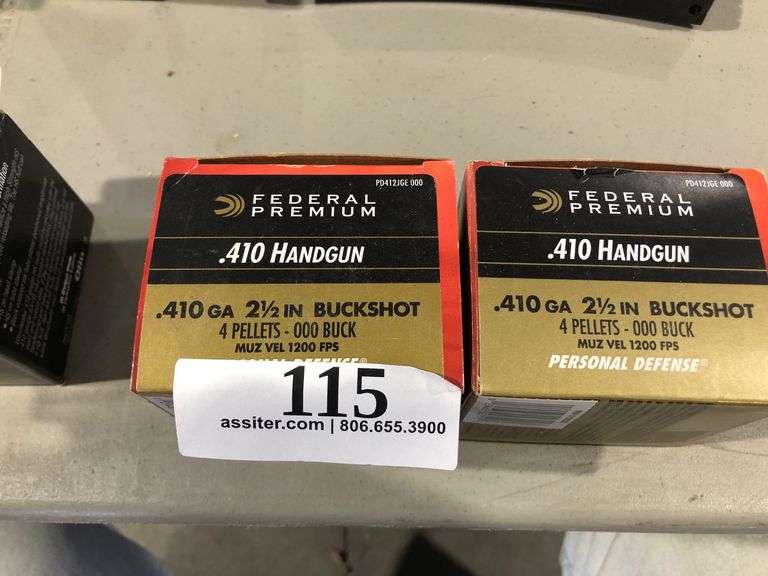 PD412JGE 000
FEDERAL
PREMIUM
.410 HANDGUN
.410 GA 2½ IN BUCKSHOT
4 PELLETS - 000 BUCK
MUZ VEL 1200 FPS
115
assiter.com | 806.655.3900
PD412JGE 000
FEDERAL
PREMIUM
.410 HANDGUN
.410 GA 2½ IN BUCKSHOT
4 PELLETS - 000 BUCK
MUZ VEL 1200 FPS
PERSONAL DEFENSE®